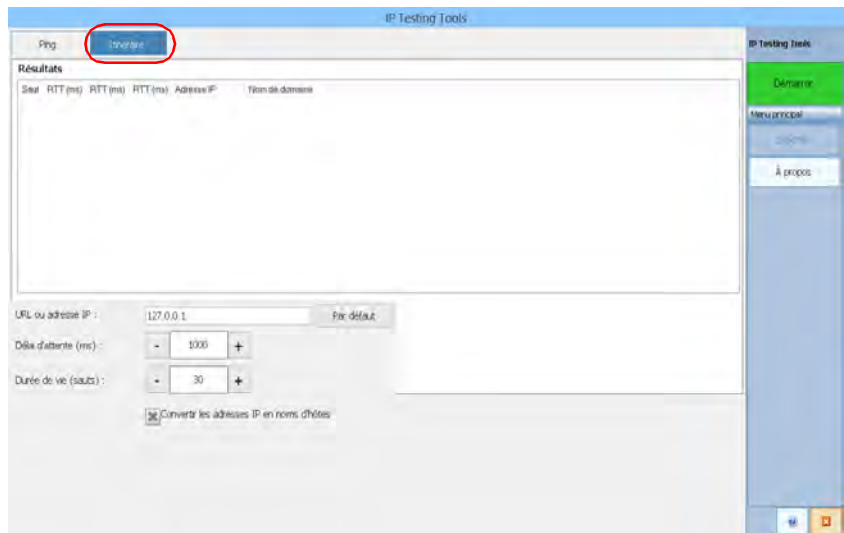 IP Testing Tools
Ping
Itinéraire
Résultats
Saut RTT (ms) RTT (ms) RTT (ms) Adresse IP Nom de domaine
URL ou adresse IP :
127.0.0.1
Par défaut
Délai d'attente (ms) :
-
1000
+
Durée de vie (sauts) :
-
30
+
Convertir les adresses IP en noms d'hôtes
IP Testing Tools
Démarrer
Menu principal
À propos